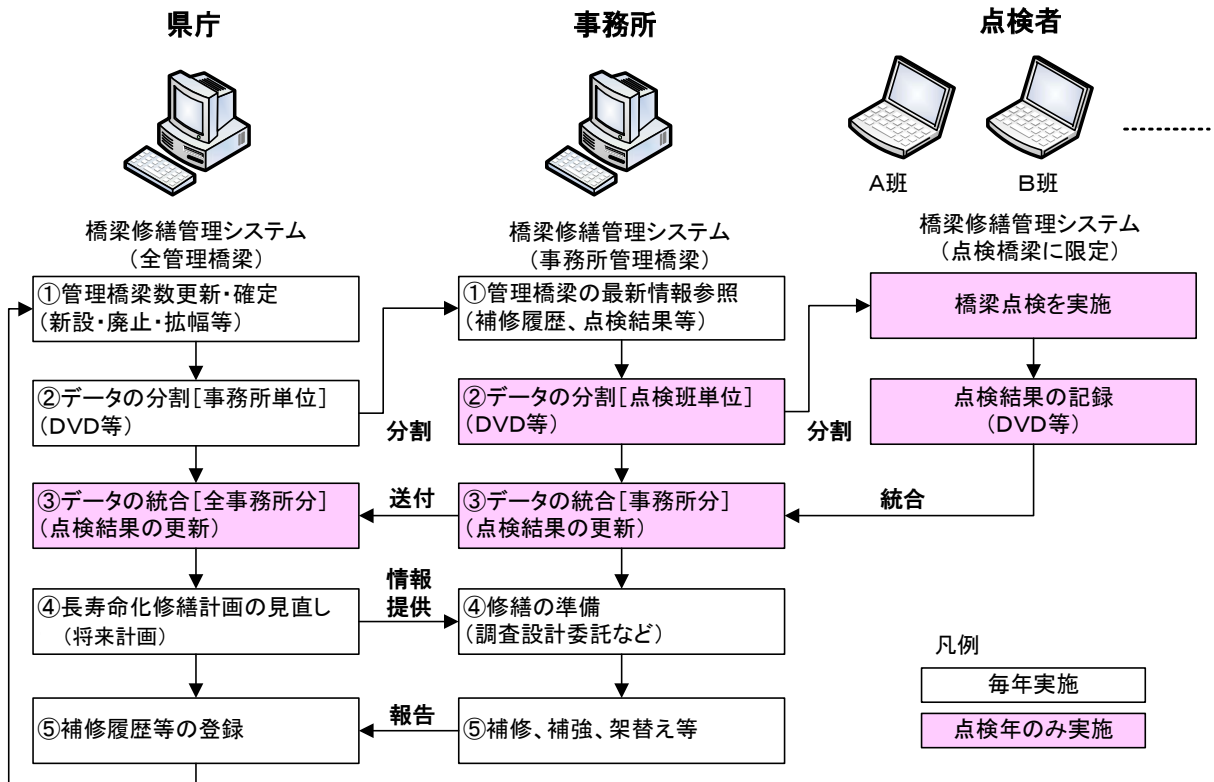 県庁
事務所
点検者
A班
B班
橋梁修繕管理システム
(全管理橋梁)
橋梁修繕管理システム
(事務所管理橋梁)
橋梁修繕管理システム
(点検橋梁に限定)
①管理橋梁数更新・確定
(新設・廃止・拡幅等)
①管理橋梁の最新情報参照
(補修履歴、点検結果等)
橋梁点検を実施
②データの分割[事務所単位]
(DVD等)
分割
②データの分割[点検班単位]
(DVD等)
分割
点検結果の記録
(DVD等)
③データの統合[全事務所分]
(点検結果の更新)
送付
③データの統合[事務所分]
(点検結果の更新)
統合
④長寿命化修繕計画の見直し
(将来計画)
情報
提供
④修繕の準備
(調査設計委託など)
⑤補修履歴等の登録
報告
⑤補修、補強、架替え等
凡例
毎年実施
点検年のみ実施